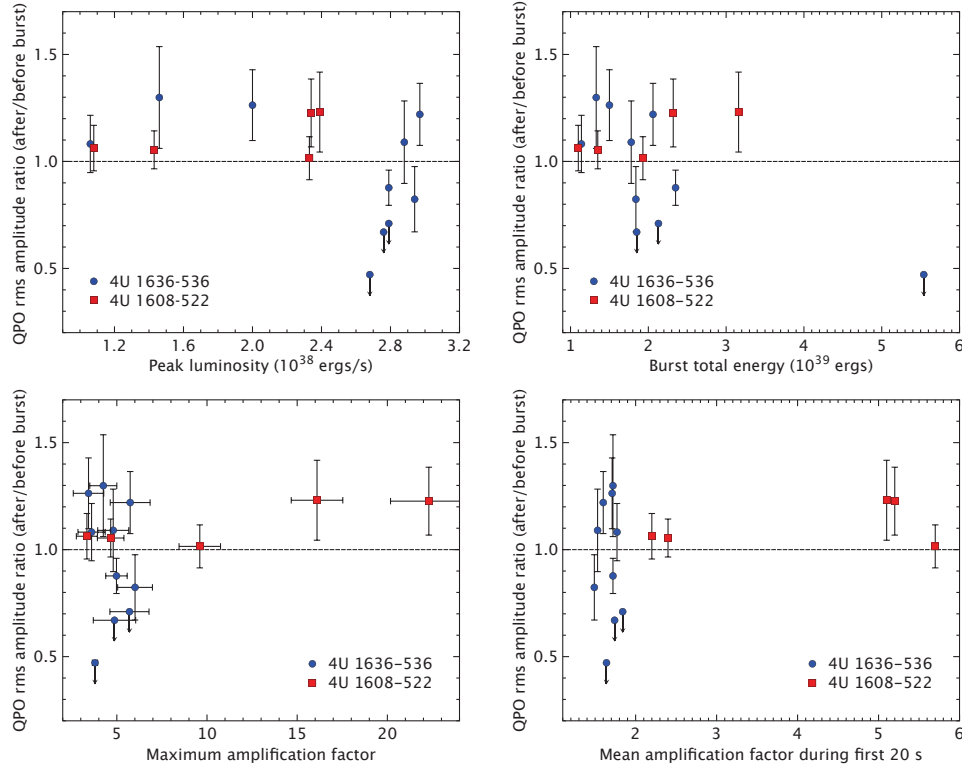 QPO rms amplitude ratio (after/before burst)
1.5
1.0
0.5
4U 1636-536
4U 1608-522
1.2 1.6 2.0 2.4 2.8 3.2
Peak luminosity (10³⁸ ergs/s)
QPO rms amplitude ratio (after/before burst)
1.5
1.0
0.5
4U 1636−536
4U 1608−522
1 2 3 4 5 6
Burst total energy (10³⁹ ergs)
QPO rms amplitude ratio (after/before burst)
1.5
1.0
0.5
4U 1636−536
4U 1608−522
5 10 15 20
Maximum amplification factor
QPO rms amplitude ratio (after/before burst)
1.5
1.0
0.5
4U 1636−536
4U 1608−522
1 2 3 4 5 6
Mean amplification factor during first 20 s